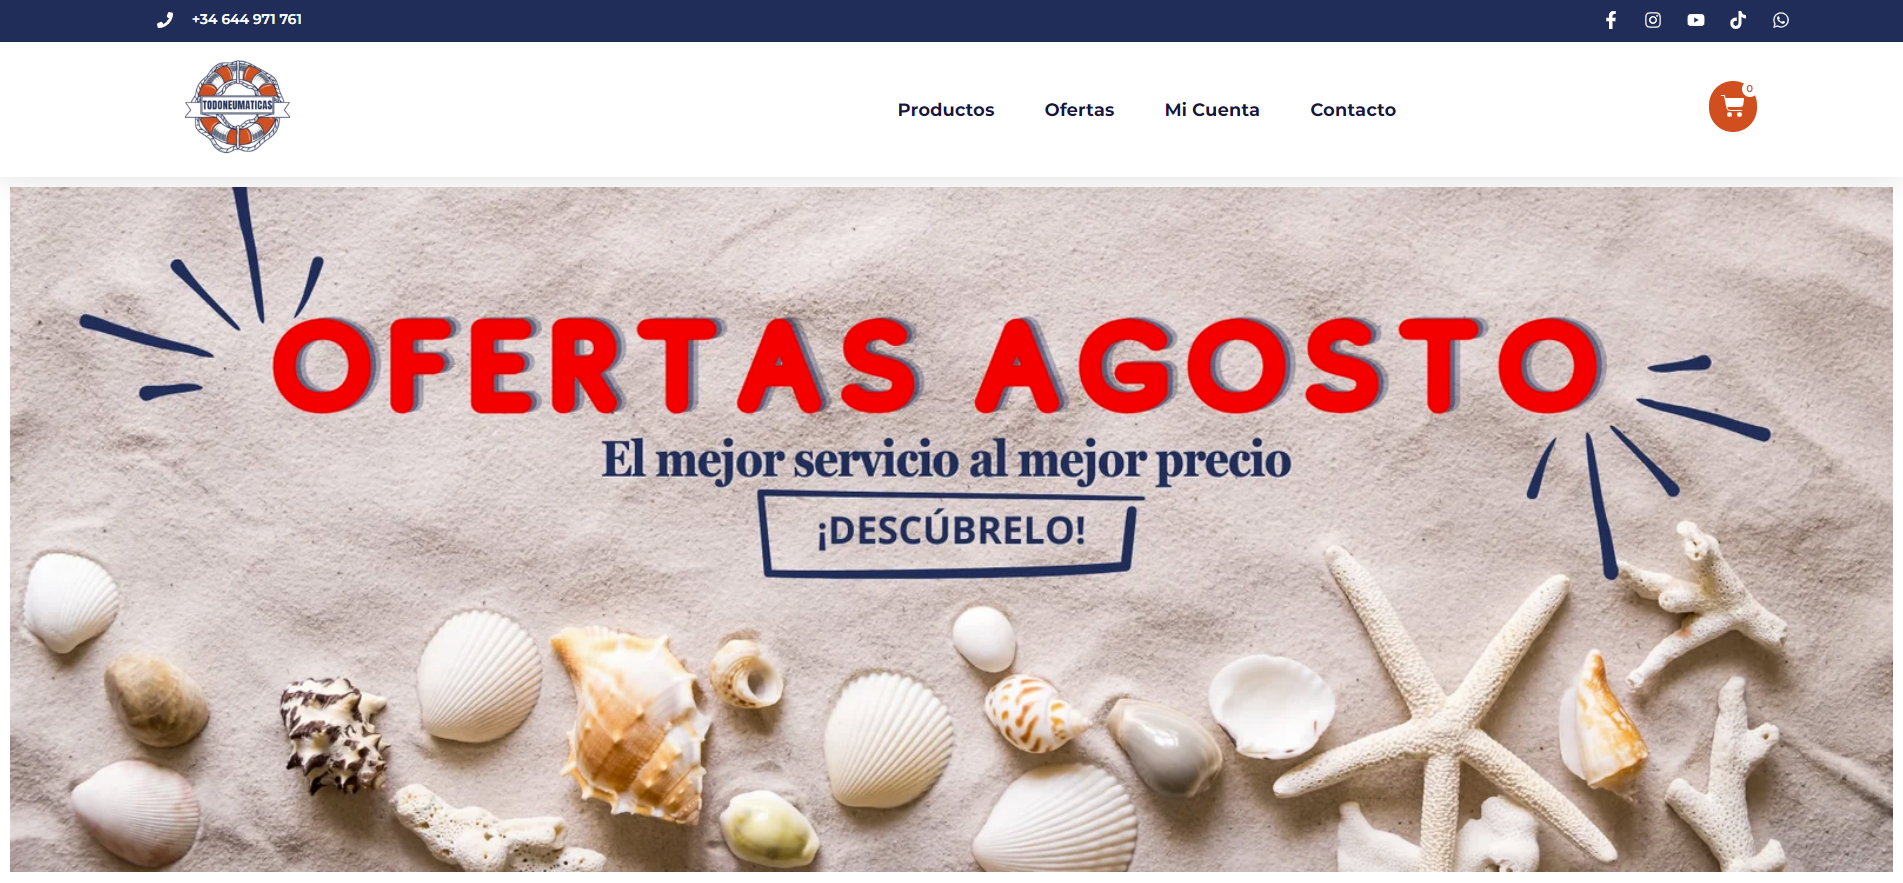 +34 644 971 761
TODONEUMATICAS
Productos Ofertas Mi Cuenta Contacto
0
OFERTAS AGOSTO
El mejor servicio al mejor precio
¡DESCÚBRELO!